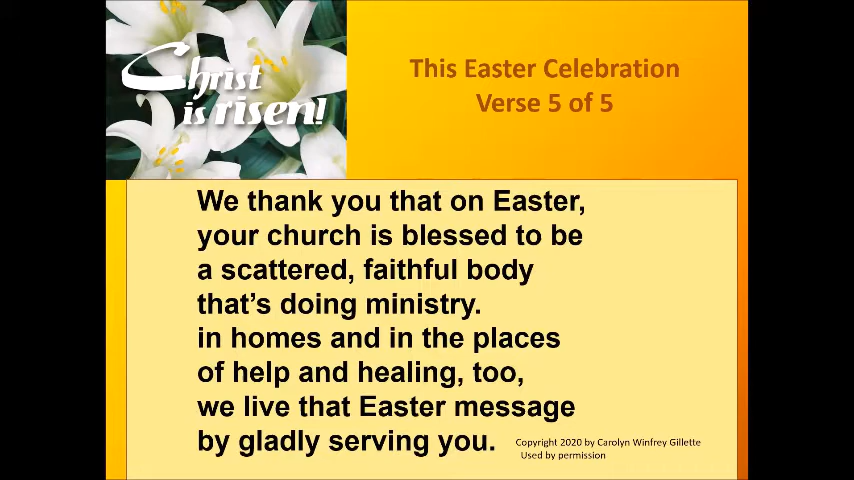 Christ
is risen!
This Easter Celebration
Verse 5 of 5
We thank you that on Easter,
your church is blessed to be
a scattered, faithful body
that’s doing ministry.
in homes and in the places
of help and healing, too,
we live that Easter message
by gladly serving you.
Copyright 2020 by Carolyn Winfrey Gillette
Used by permission